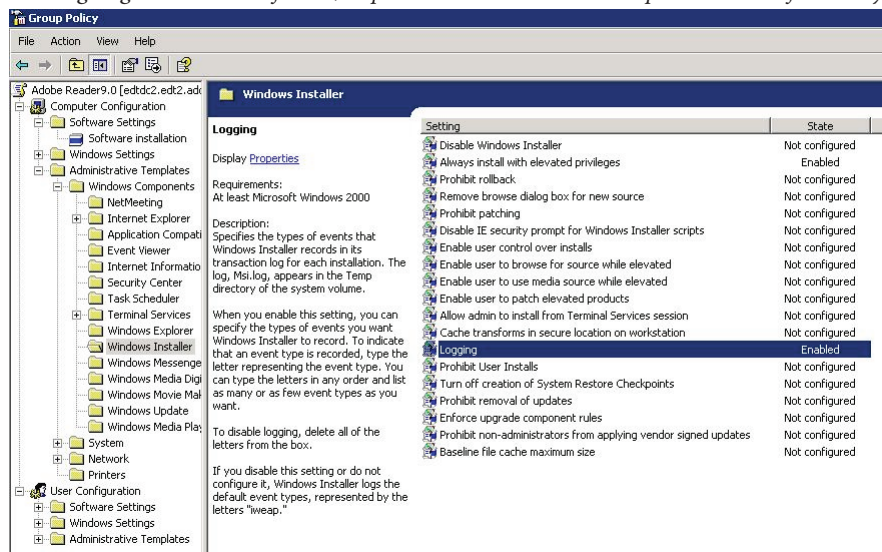 Group Policy
File Action View Help
Adobe Reader9.0 [edtdc2.edt2.ado
Computer Configuration
Software Settings
Software installation
Windows Settings
Administrative Templates
Windows Components
NetMeeting
Internet Explorer
Application Compati
Event Viewer
Internet Informatio
Security Center
Task Scheduler
Terminal Services
Windows Explorer
Windows Installer
Windows Messenge
Windows Media Digi
Windows Movie Mak
Windows Update
Windows Media Play
System
Network
Printers
User Configuration
Software Settings
Windows Settings
Administrative Templates
Windows Installer
Logging
Display Properties
Requirements:
At least Microsoft Windows 2000
Description:
Specifies the types of events that
Windows Installer records in its
transaction log for each installation. The
log, Msi.log, appears in the Temp
directory of the system volume.
When you enable this setting, you can
specify the types of events you want
Windows Installer to record. To indicate
that an event type is recorded, type the
letter representing the event type. You
can type the letters in any order and list
as many or as few event types as you
want.
To disable logging, delete all of the
letters from the box.
If you disable this setting or do not
configure it, Windows Installer logs the
default event types, represented by the
letters "iweap."
Setting State
Disable Windows Installer Not configured
Always install with elevated privileges Enabled
Prohibit rollback Not configured
Remove browse dialog box for new source Not configured
Prohibit patching Not configured
Disable IE security prompt for Windows Installer scripts Not configured
Enable user control over installs Not configured
Enable user to browse for source while elevated Not configured
Enable user to use media source while elevated Not configured
Enable user to patch elevated products Not configured
Allow admin to install from Terminal Services session Not configured
Cache transforms in secure location on workstation Not configured
Logging Enabled
Prohibit User Installs Not configured
Turn off creation of System Restore Checkpoints Not configured
Prohibit removal of updates Not configured
Enforce upgrade component rules Not configured
Prohibit non-administrators from applying vendor signed updates Not configured
Baseline file cache maximum size Not configured